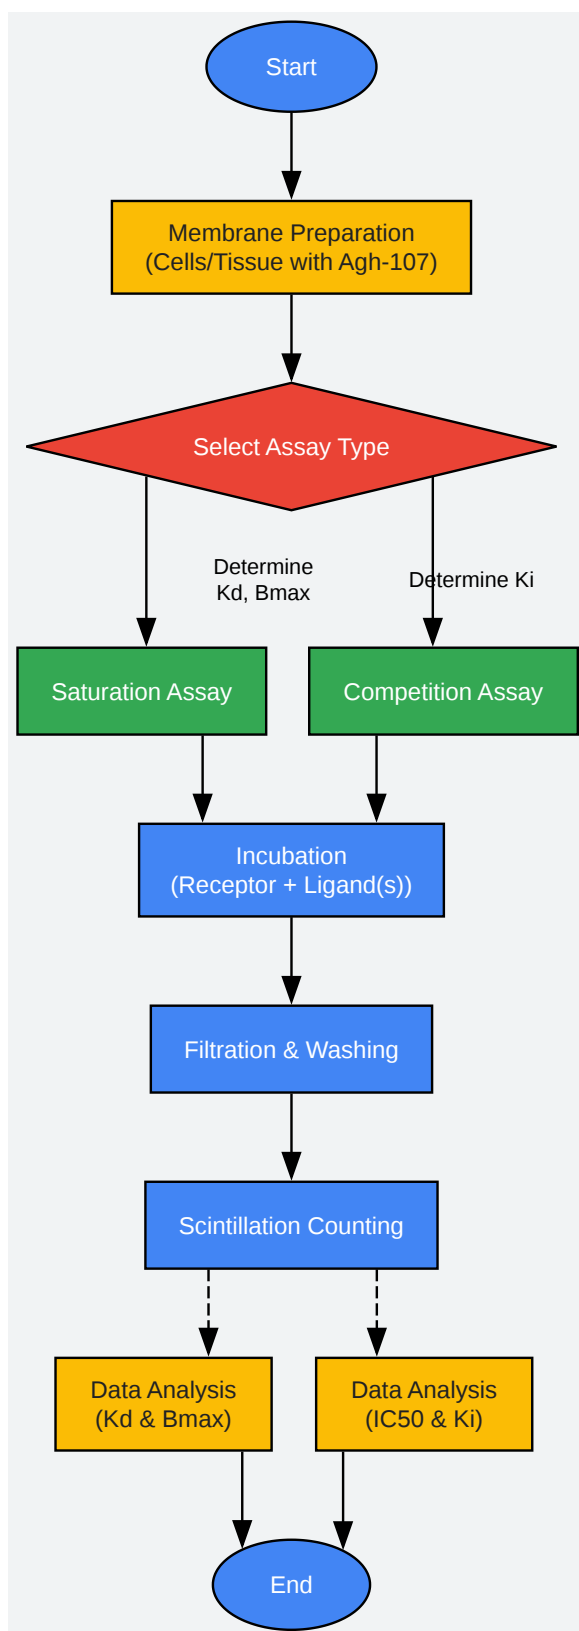 Start
Membrane Preparation
(Cells/Tissue with Agh-107)
Select Assay Type
Determine
Kd, Bmax
Determine Ki
Saturation Assay
Competition Assay
Incubation
(Receptor + Ligand(s))
Filtration & Washing
Scintillation Counting
Data Analysis
(Kd & Bmax)
Data Analysis
(IC50 & Ki)
End